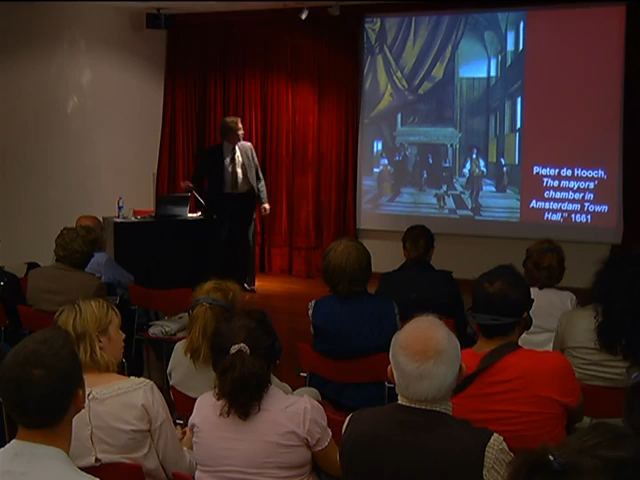 Pieter de Hooch,
The mayors'
chamber in
Amsterdam Town
Hall," 1661